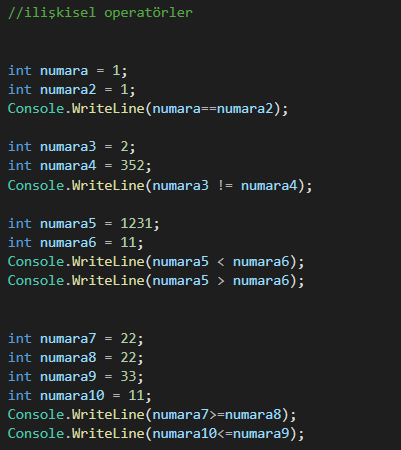 //ilişkisel operatörler
int numara = 1;
int numara2 = 1;
Console.WriteLine(numara==numara2);
int numara3 = 2;
int numara4 = 352;
Console.WriteLine(numara3 != numara4);
int numara5 = 1231;
int numara6 = 11;
Console.WriteLine(numara5 < numara6);
Console.WriteLine(numara5 > numara6);
int numara7 = 22;
int numara8 = 22;
int numara9 = 33;
int numara10 = 11;
Console.WriteLine(numara7>=numara8);
Console.WriteLine(numara10<=numara9);